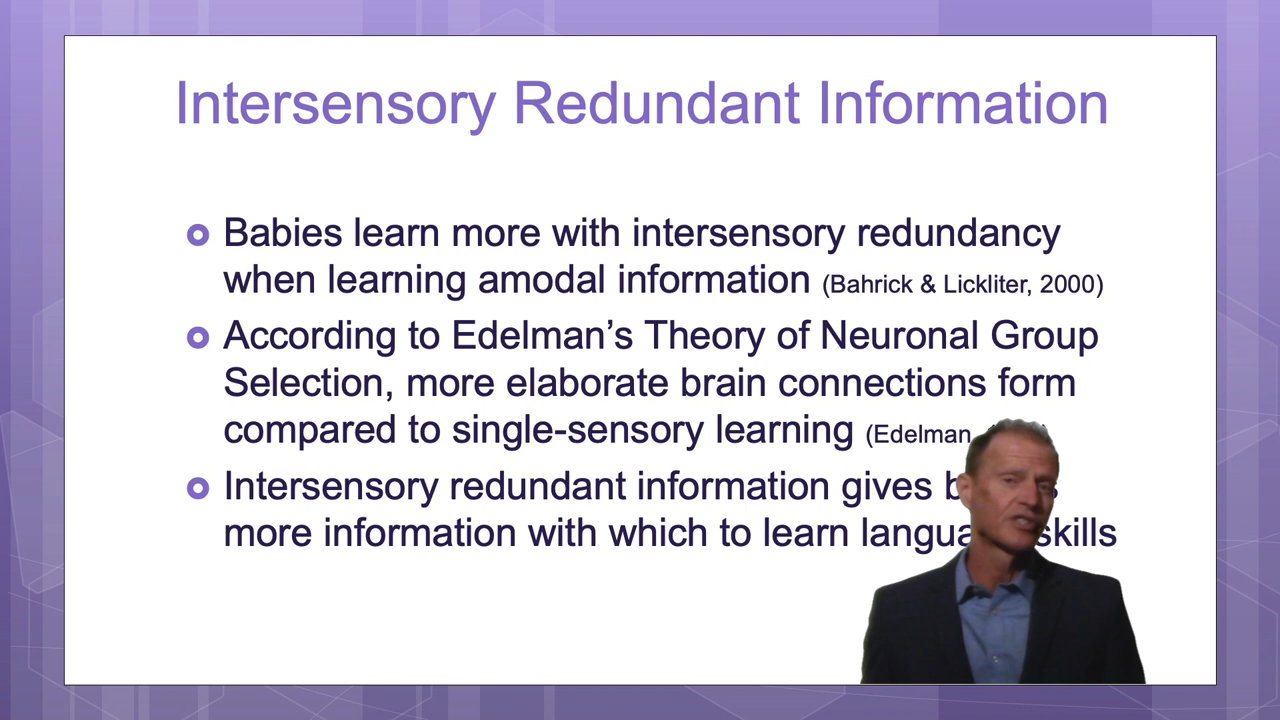 Intersensory Redundant Information
Babies learn more with intersensory redundancy
when learning amodal information (Bahrick & Lickliter, 2000)
According to Edelman’s Theory of Neuronal Group
Selection, more elaborate brain connections form
compared to single-sensory learning (Edelman,
Intersensory redundant information gives
more information with which to learn skills